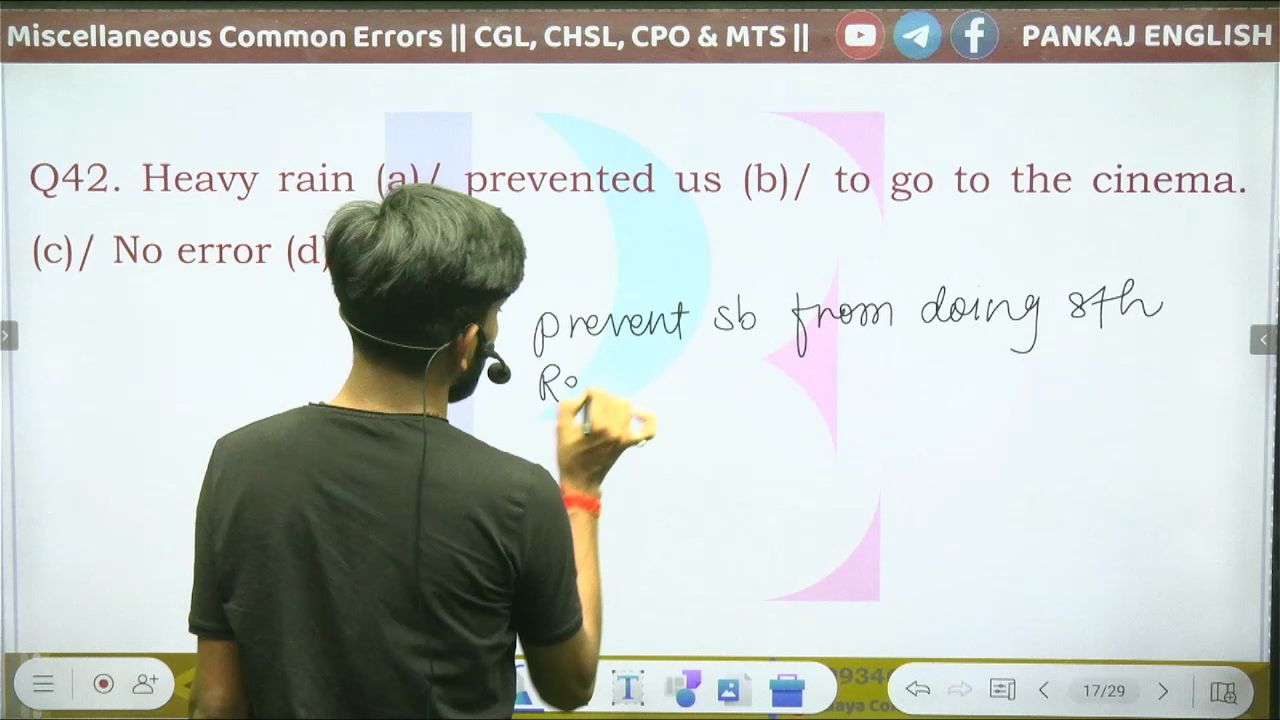 Miscellaneous Common Errors || CGL, CHSL, CPO & MTS || PANKAJ ENGLISH
Q42. Heavy rain (a)/ prevented us (b)/ to go to the cinema.
(c)/ No error (d)
prevent sb from doing sth
17/29